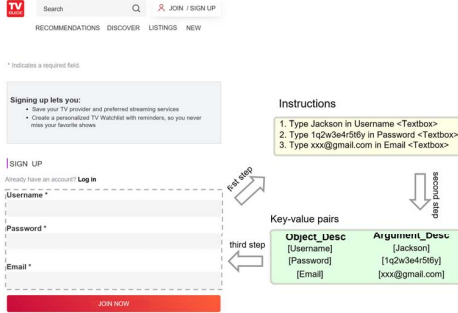 TV
GUIDE
Search
JOIN / SIGN UP
RECOMMENDATIONS DISCOVER LISTINGS NEW
* Indicates a required field.
Signing up lets you:
• Save your TV provider and preferred streaming services
• Create a personalized TV Watchlist with reminders, so you never
miss your favorite shows
SIGN UP
Already have an account? Log in
Username *
Password *
Email *
JOIN NOW
first step
Instructions
1. Type Jackson in Username <Textbox>
2. Type 1q2w3e4r5t6y in Password <Textbox>
3. Type xxx@gmail.com in Email <Textbox>
second step
Key-value pairs
Object_Desc Argument_Desc
[Username] [Jackson]
[Password] [1q2w3e4r5t6y]
[Email] [xxx@gmail.com]
third step